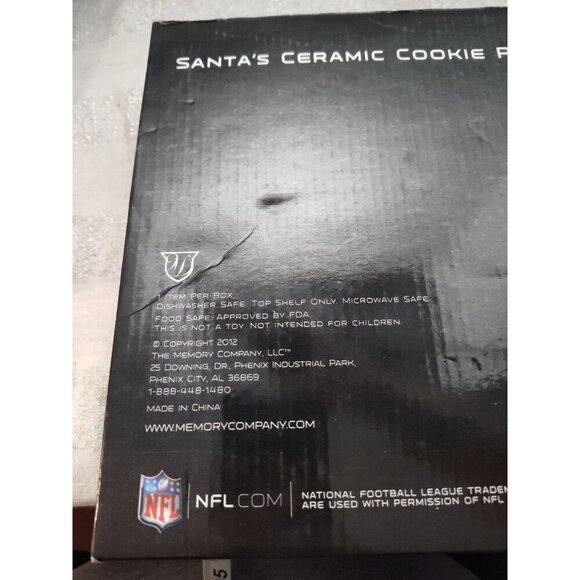 SANTA'S CERAMIC COOKIE P
1 ITEM PER BOX
DISHWASHER SAFE. TOP SHELF ONLY. MICROWAVE SAFE.
FOOD SAFE: APPROVED BY FDA.
THIS IS NOT A TOY. NOT INTENDED FOR CHILDREN.
© COPYRIGHT 2012
THE MEMORY COMPANY, LLC™
25 DOWNING, DR, PHENIX INDUSTRIAL PARK,
PHENIX CITY, AL 36869
1-888-448-1480
MADE IN CHINA
WWW.MEMORYCOMPANY.COM
NFL
NFL.COM
NATIONAL FOOTBALL LEAGUE TRADEM
ARE USED WITH PERMISSION OF NFL
5